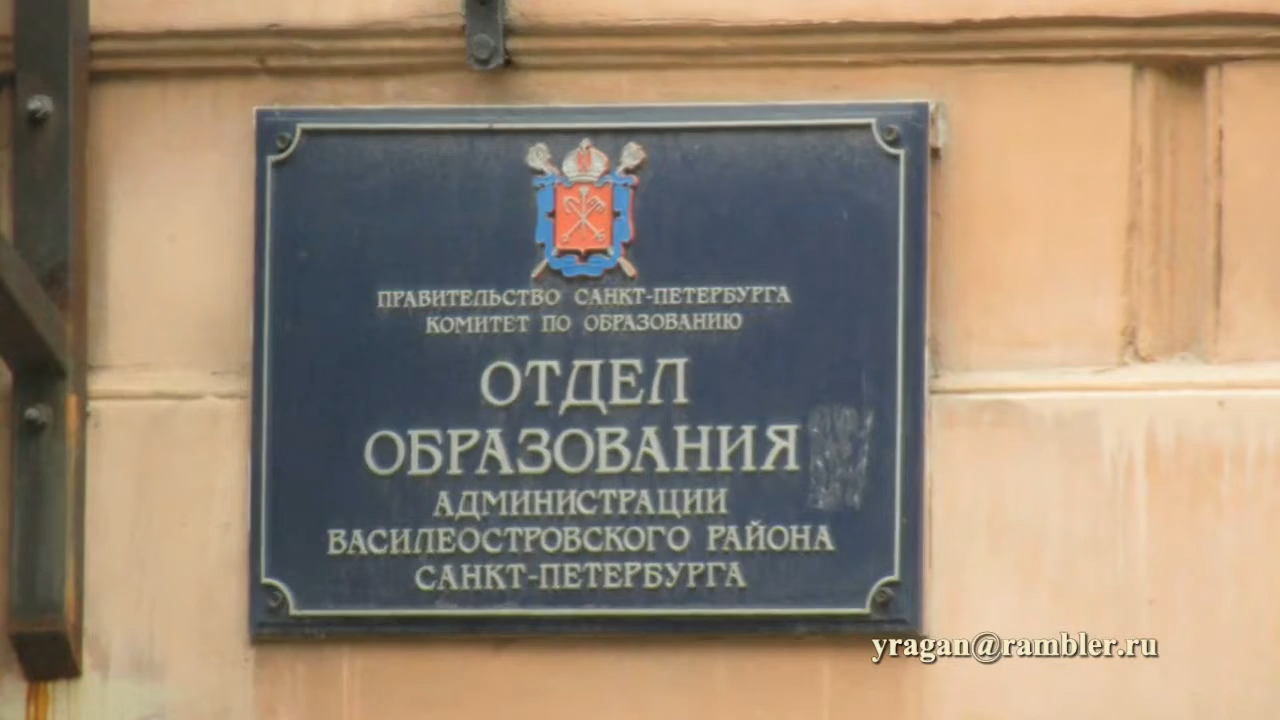 ПРАВИТЕЛЬСТВО САНКТ-ПЕТЕРБУРГА
КОМИТЕТ ПО ОБРАЗОВАНИЮ
ОТДЕЛ
ОБРАЗОВАНИЯ
АДМИНИСТРАЦИИ
ВАСИЛЕОСТРОВСКОГО РАЙОНА
САНКТ-ПЕТЕРБУРГА
yragan@rambler.ru